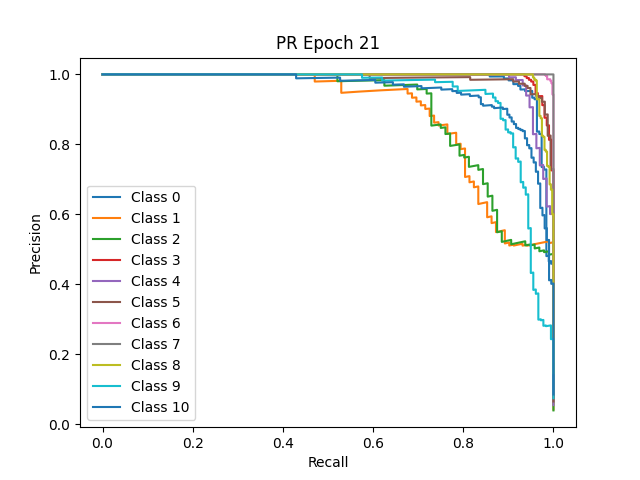 PR Epoch 21
1.0
0.8
0.6
0.4
0.2
0.0
Precision
Class 0
Class 1
Class 2
Class 3
Class 4
Class 5
Class 6
Class 7
Class 8
Class 9
Class 10
0.0 0.2 0.4 0.6 0.8 1.0
Recall